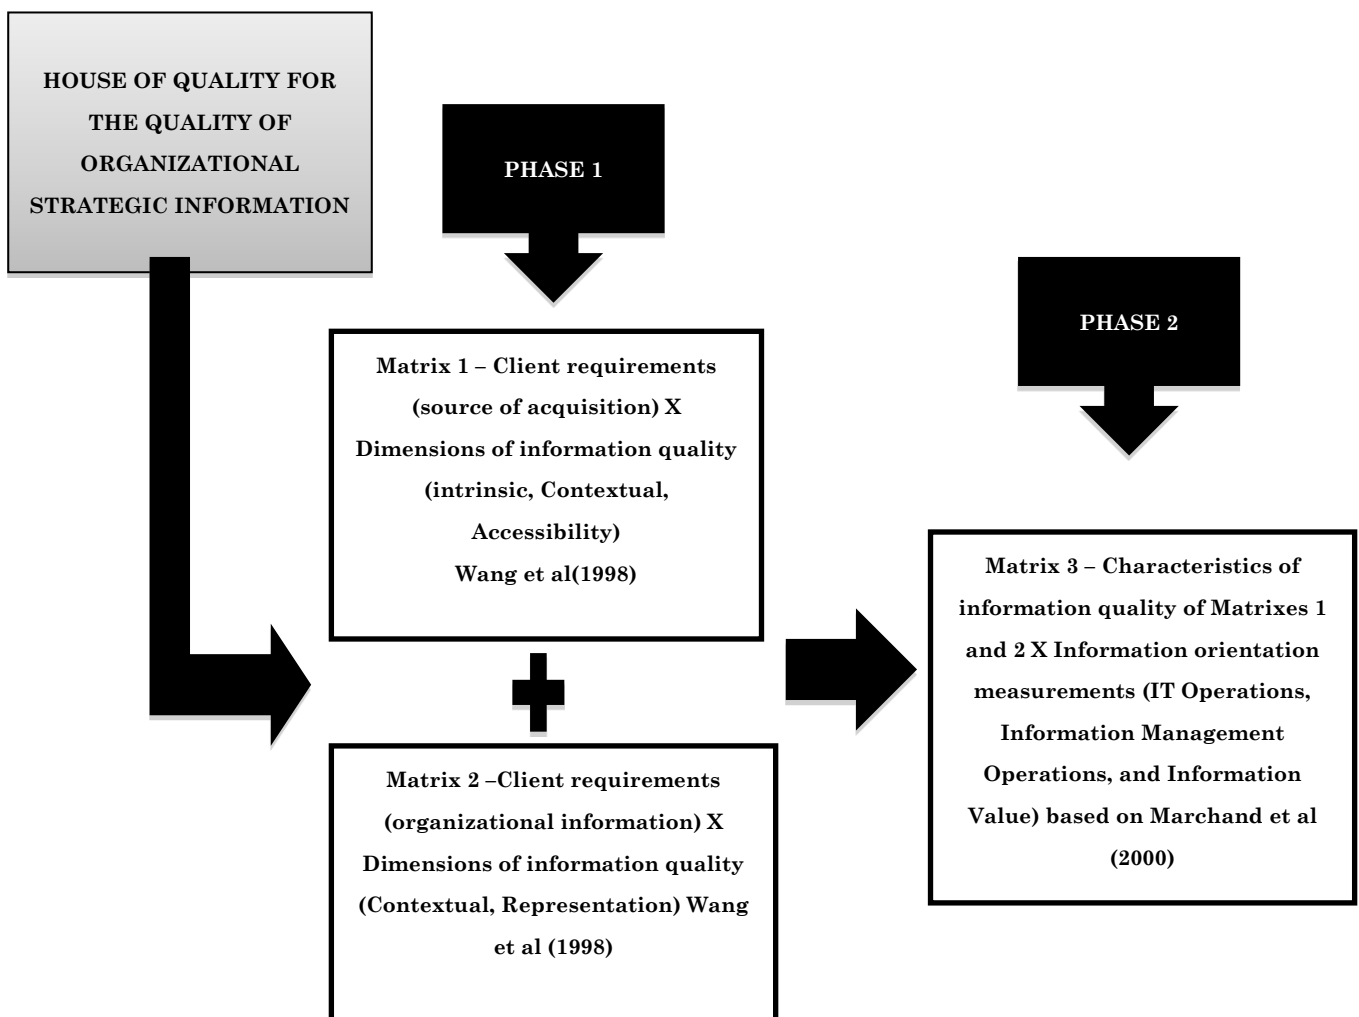 HOUSE OF QUALITY FOR
THE QUALITY OF
ORGANIZATIONAL
STRATEGIC INFORMATION
PHASE 1
PHASE 2
Matrix 1 – Client requirements
(source of acquisition) X
Dimensions of information quality
(intrinsic, Contextual,
Accessibility)
Wang et al(1998)
Matrix 2 –Client requirements
(organizational information) X
Dimensions of information quality
(Contextual, Representation) Wang
et al (1998)
Matrix 3 – Characteristics of
information quality of Matrixes 1
and 2 X Information orientation
measurements (IT Operations,
Information Management
Operations, and Information
Value) based on Marchand et al
(2000)